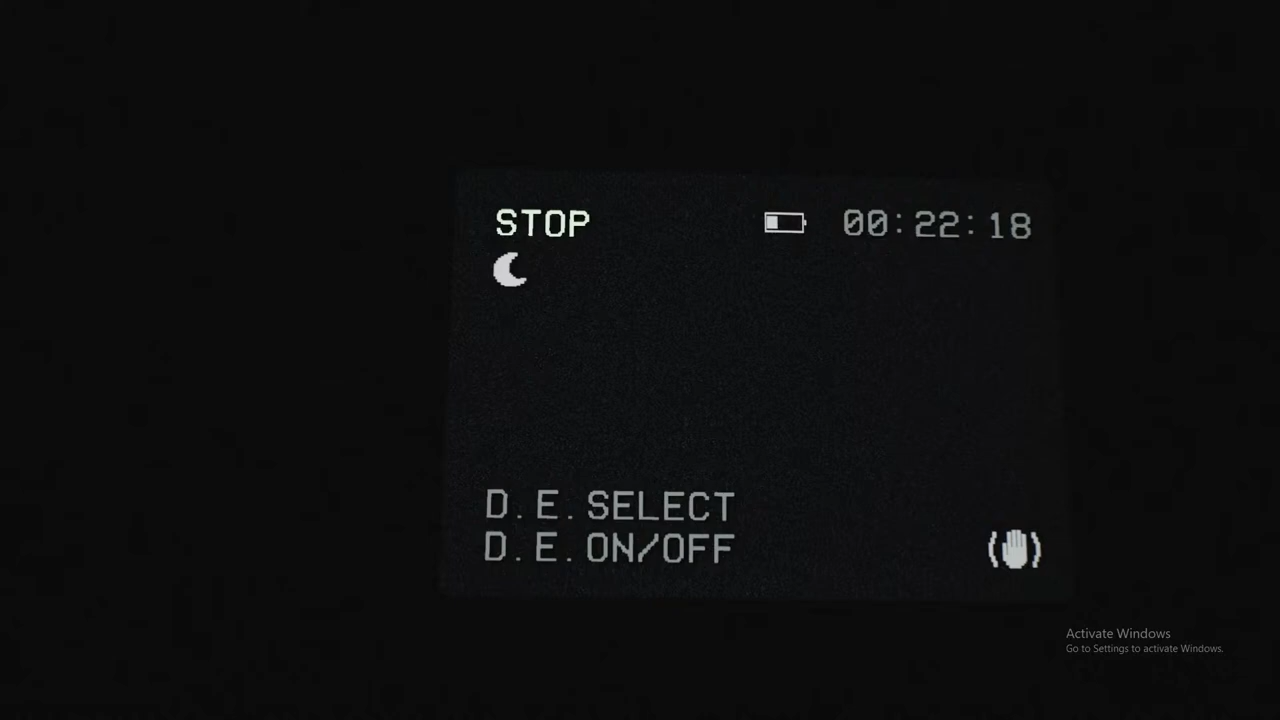 STOP 00:22:18
D.E.SELECT
D.E.ON/OFF
Activate Windows
Go to Settings to activate Windows.